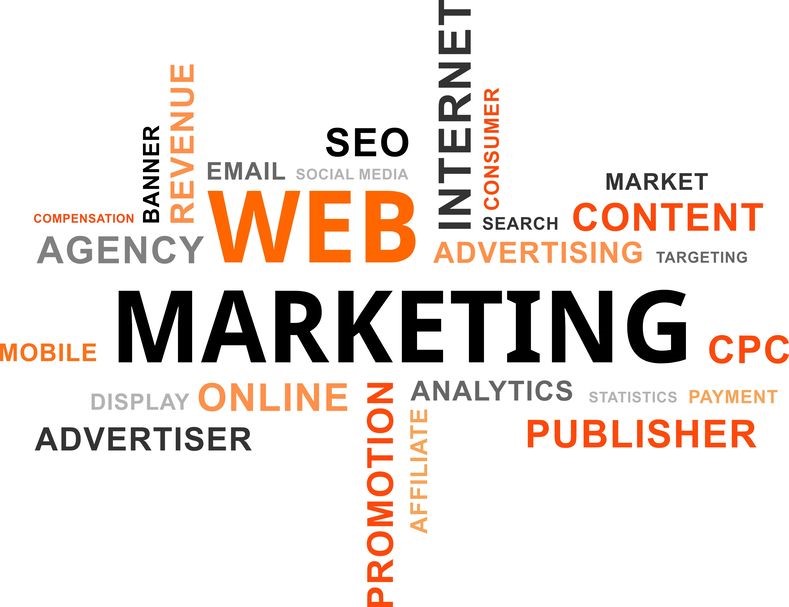 INTERNET
REVENUE
CONSUMER
BANNER
SEO
EMAIL
SOCIAL MEDIA
MARKET
COMPENSATION
SEARCH
CONTENT
AGENCY
WEB
ADVERTISING
TARGETING
MARKETING
MOBILE
CPC
DISPLAY
ONLINE
ANALYTICS
STATISTICS
PAYMENT
PROMOTION
AFFILIATE
ADVERTISER
PUBLISHER